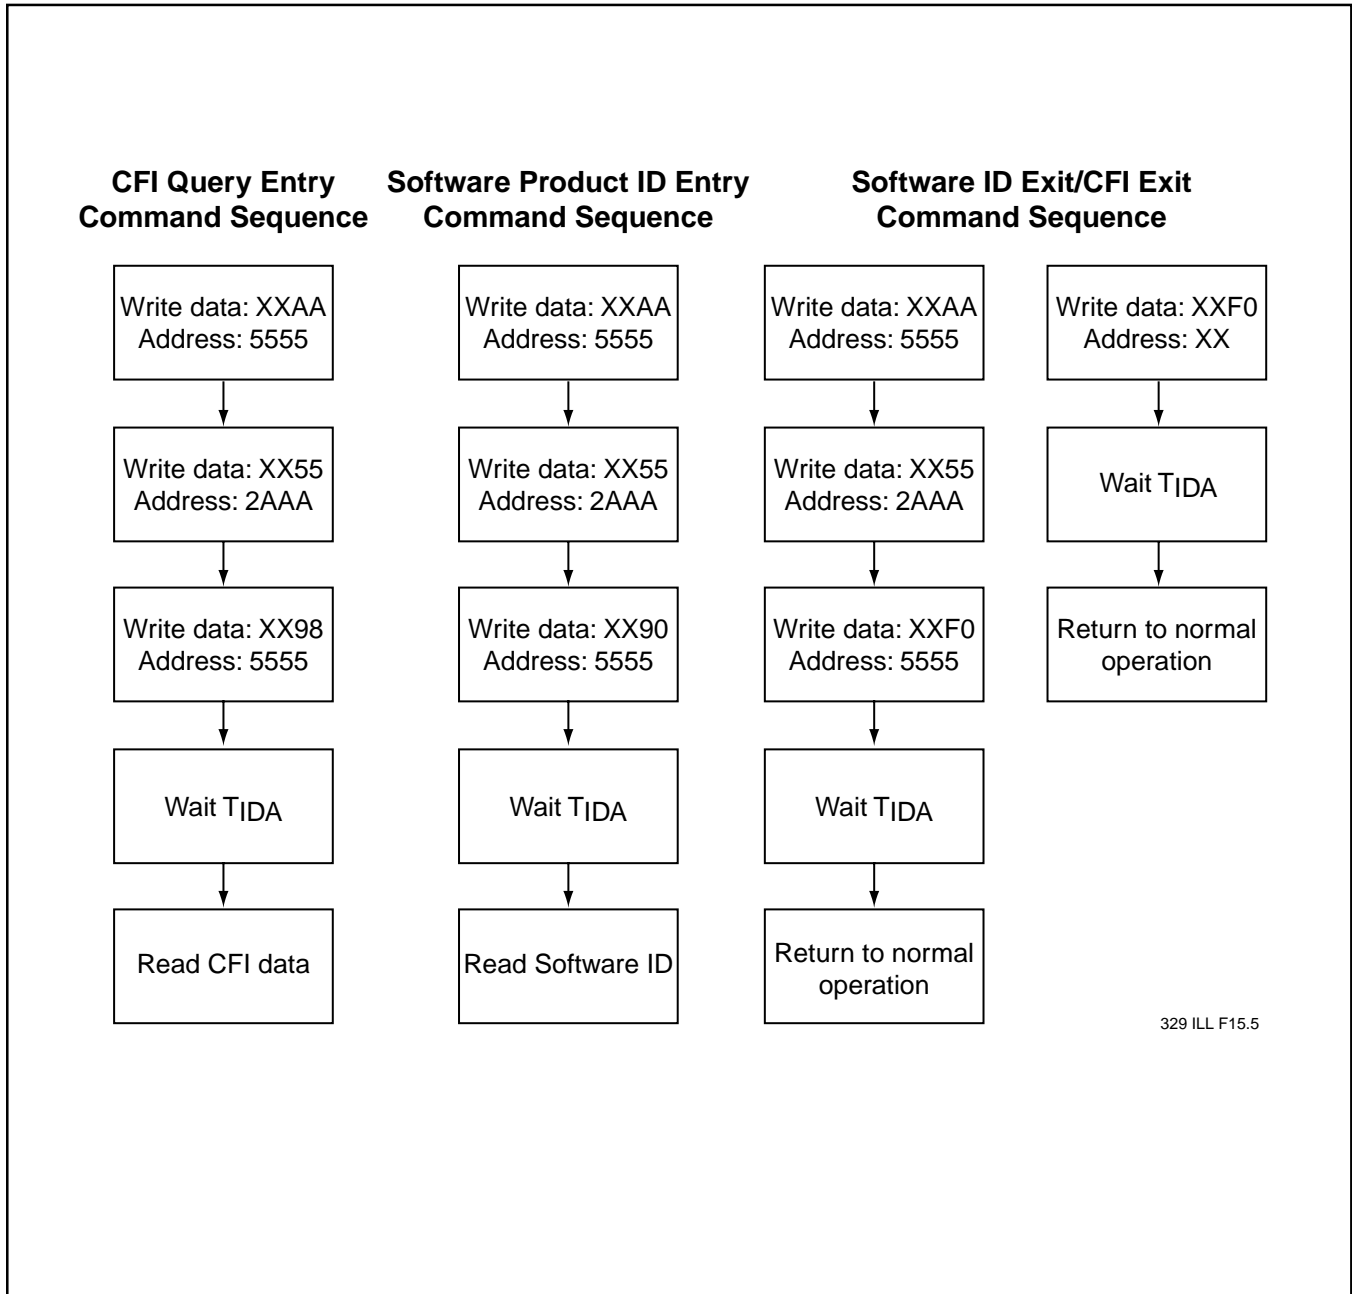 CFI Query Entry
Command Sequence
Write data: XXAA
Address: 5555
Write data: XX55
Address: 2AAA
Write data: XX98
Address: 5555
Wait TIDA
Read CFI data
Software Product ID Entry
Command Sequence
Write data: XXAA
Address: 5555
Write data: XX55
Address: 2AAA
Write data: XX90
Address: 5555
Wait TIDA
Read Software ID
Software ID Exit/CFI Exit
Command Sequence
Write data: XXAA
Address: 5555
Write data: XX55
Address: 2AAA
Write data: XXF0
Address: 5555
Wait TIDA
Return to normal
operation
Write data: XXF0
Address: XX
Wait TIDA
Return to normal
operation
329 ILL F15.5